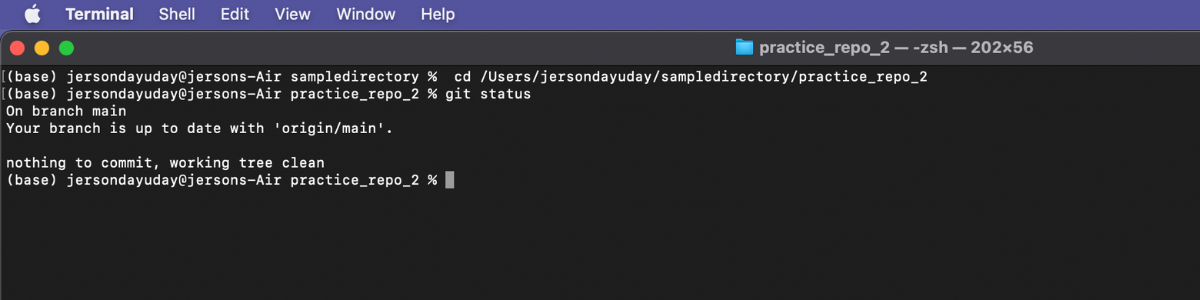 Terminal Shell Edit View Window Help
practice_repo_2 — -zsh — 202×56
[(base) jersondayuday@jersons-Air sampledirectory %  cd /Users/jersondayuday/sampledirectory/practice_repo_2
[(base) jersondayuday@jersons-Air practice_repo_2 % git status
On branch main
Your branch is up to date with 'origin/main'.
nothing to commit, working tree clean
(base) jersondayuday@jersons-Air practice_repo_2 %